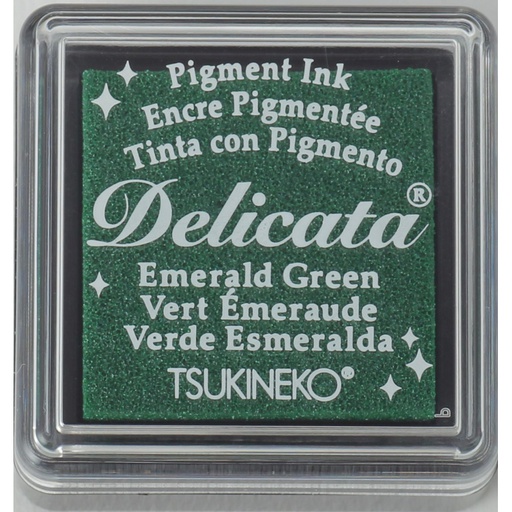 Pigment Ink
Encre Pigmentée
Tinta con Pigmento
Delicata®
Emerald Green
Vert Émeraude
Verde Esmeralda
TSUKINEKO®